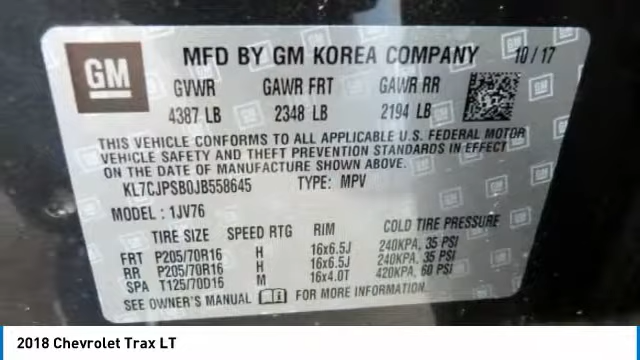 GM
MFD BY GM KOREA COMPANY 10/17
GVWR GAWR FRT GAWR RR
4387 LB 2348 LB 2194 LB
THIS VEHICLE CONFORMS TO ALL APPLICABLE U.S. FEDERAL MOTOR
VEHICLE SAFETY AND THEFT PREVENTION STANDARDS IN EFFECT
ON THE DATE OF MANUFACTURE SHOWN ABOVE.
KL7CJPSB0JB558645 TYPE: MPV
MODEL: 1JV76
TIRE SIZE SPEED RTG RIM COLD TIRE PRESSURE
FRT P205/70R16 H 16x6.5J 240KPA, 35 PSI
RR P205/70R16 H 16x6.5J 240KPA, 35 PSI
SPA T125/70D16 M 16x4.0T 420KPA, 60 PSI
SEE OWNER'S MANUAL FOR MORE INFORMATION.
2018 Chevrolet Trax LT